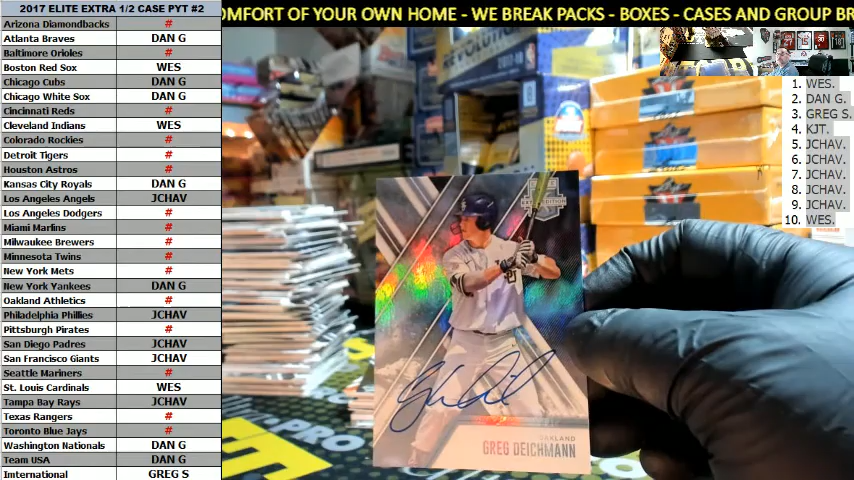 2017 ELITE EXTRA 1/2 CASE PYT #2
Arizona Diamondbacks #
Atlanta Braves DAN G
Baltimore Orioles #
Boston Red Sox WES
Chicago Cubs DAN G
Chicago White Sox DAN G
Cincinnati Reds #
Cleveland Indians WES
Colorado Rockies #
Detroit Tigers #
Houston Astros #
Kansas City Royals DAN G
Los Angeles Angels JCHAV
Los Angeles Dodgers #
Miami Marlins #
Milwaukee Brewers #
Minnesota Twins #
New York Mets #
New York Yankees DAN G
Oakland Athletics #
Philadelphia Phillies JCHAV
Pittsburgh Pirates #
San Diego Padres JCHAV
San Francisco Giants JCHAV
Seattle Mariners #
St. Louis Cardinals WES
Tampa Bay Rays JCHAV
Texas Rangers #
Toronto Blue Jays #
Washington Nationals DAN G
Team USA DAN G
International GREG S
OMFORT OF YOUR OWN HOME - WE BREAK PACKS - BOXES - CASES AND GROUP BR
1. WES.
2. DAN G.
3. GREG S.
4. KJT.
5. JCHAV.
6. JCHAV.
7. JCHAV.
8. JCHAV.
9. JCHAV.
10. WES.
REVOLUTION
2017-18
OAKLAND
GREG DEICHMANN